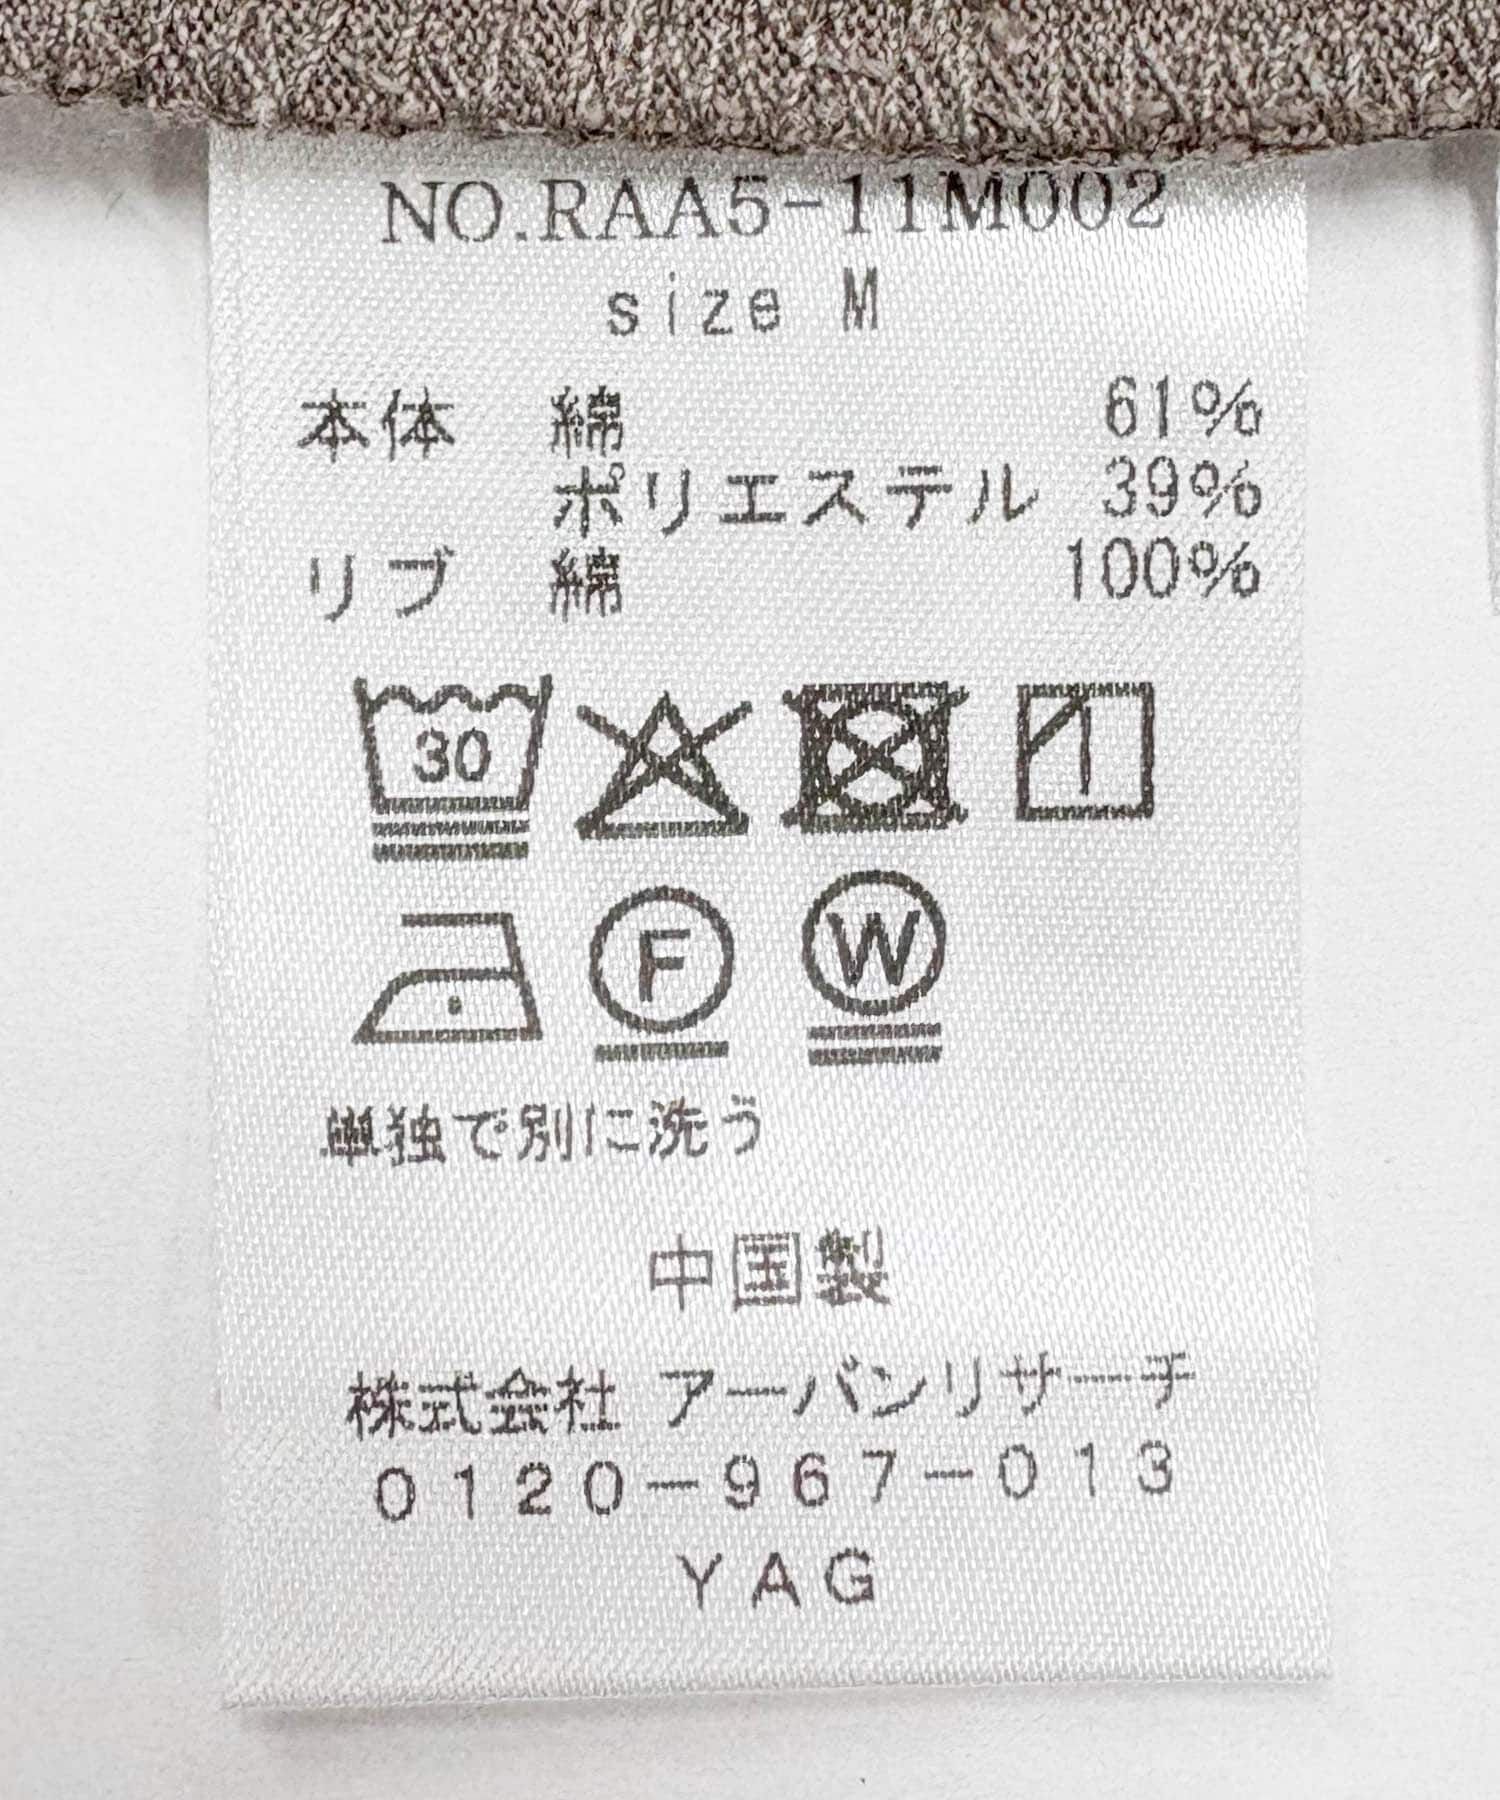 NO.RAA5-11M002
size M
本体 綿 61%
ポリエステル 39%
リブ 綿 100%
30
F W
単独で別に洗う
中国製
株式会社 アーバンリサーチ
0120-967-013
YAG